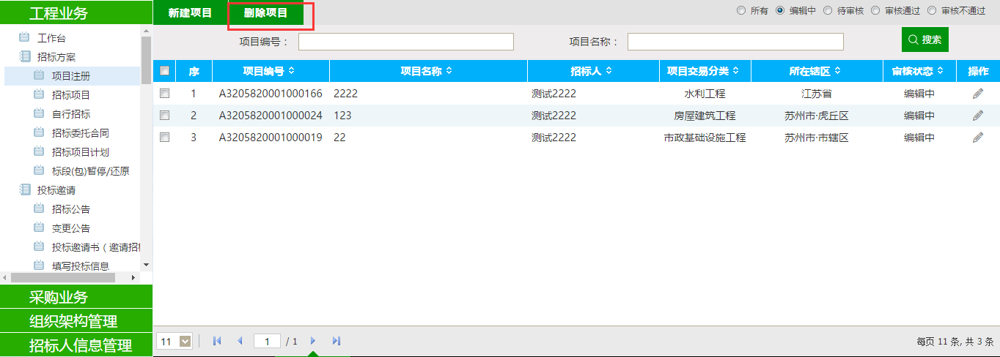 工程业务
新建项目 删除项目
所有 编辑中 待审核 审核通过 审核不通过
工作台
招标方案
项目注册
招标项目
自行招标
招标委托合同
招标项目计划
标段(包)暂停/还原
投标邀请
招标公告
变更公告
投标邀请书（邀请招标
填写投标信息
采购业务
组织架构管理
招标人信息管理
项目编号： 项目名称： 搜索
序 项目编号 项目名称 招标人 项目交易分类 所在辖区 审核状态 操作
1 A3205820001000166 2222 测试2222 水利工程 江苏省 编辑中
2 A3205820001000024 123 测试2222 房屋建筑工程 苏州市·虎丘区 编辑中
3 A3205820001000019 22 测试2222 市政基础设施工程 苏州市·市辖区 编辑中
11 1 / 1 每页 11 条, 共 3 条